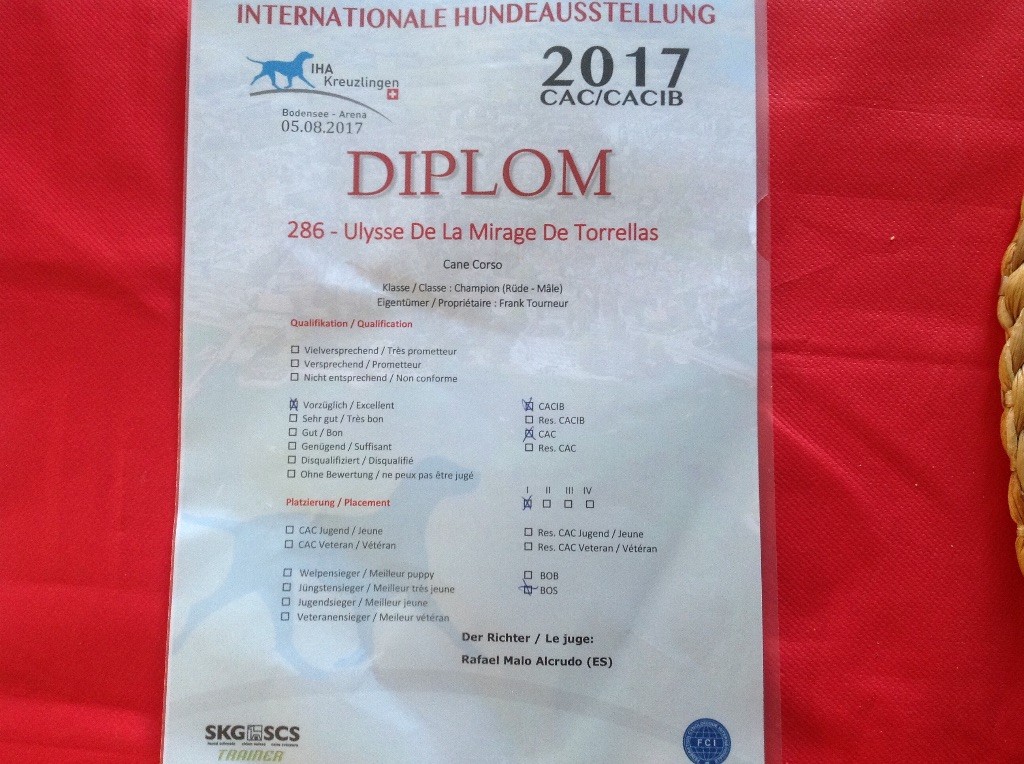 INTERNATIONALE HUNDEAUSSTELLUNG
IHA
Kreuzlingen
Bodensee - Arena
05.08.2017
2017
CAC/CACIB
DIPLOM
286 - Ulysse De La Mirage De Torrellas
Cane Corso
Klasse / Classe : Champion (Rüde - Mâle)
Eigentümer / Propriétaire : Frank Tourneur
Qualifikation / Qualification
Vielversprechend / Très prometteur
Versprechend / Prometteur
Nicht entsprechend / Non conforme
Vorzüglich / Excellent
Sehr gut / Très bon
Gut / Bon
Genügend / Suffisant
Disqualifiziert / Disqualifié
Ohne Bewertung / ne peux pas être jugé
CACIB
Res. CACIB
CAC
Res. CAC
Platzierung / Placement
I II III IV
CAC Jugend / Jeune
CAC Veteran / Vétéran
Res. CAC Jugend / Jeune
Res. CAC Veteran / Vétéran
Welpensieger / Meilleur puppy
Jüngstensieger / Meilleur très jeune
Jugendsieger / Meilleur jeune
Veteranensieger / Meileur vétéran
BOB
BOS
Der Richter / Le juge:
Rafael Malo Alcrudo (ES)
SKG SCS
TRAINER
FCI